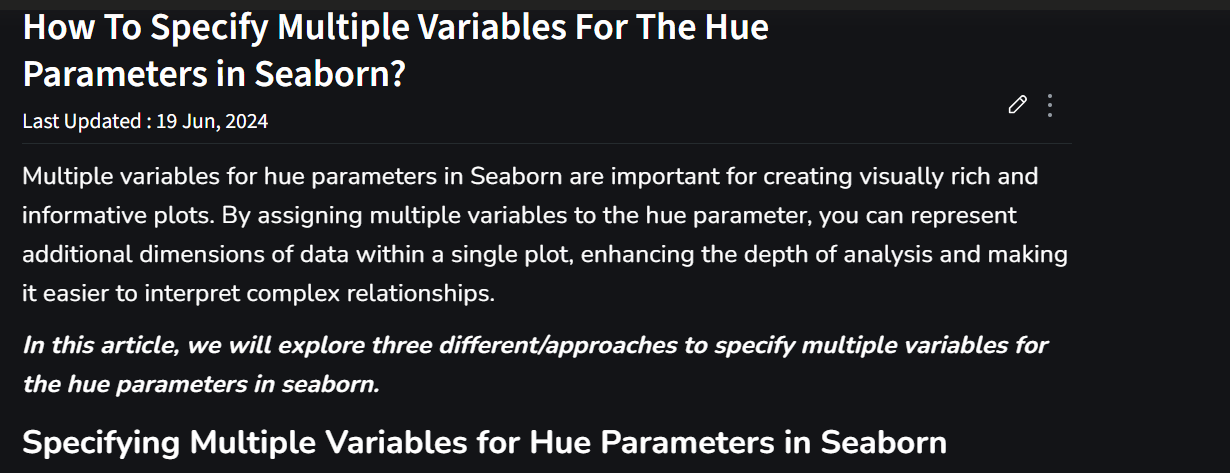 How To Specify Multiple Variables For The Hue
Parameters in Seaborn?
Last Updated : 19 Jun, 2024
Multiple variables for hue parameters in Seaborn are important for creating visually rich and
informative plots. By assigning multiple variables to the hue parameter, you can represent
additional dimensions of data within a single plot, enhancing the depth of analysis and making
it easier to interpret complex relationships.
In this article, we will explore three different/approaches to specify multiple variables for
the hue parameters in seaborn.
Specifying Multiple Variables for Hue Parameters in Seaborn